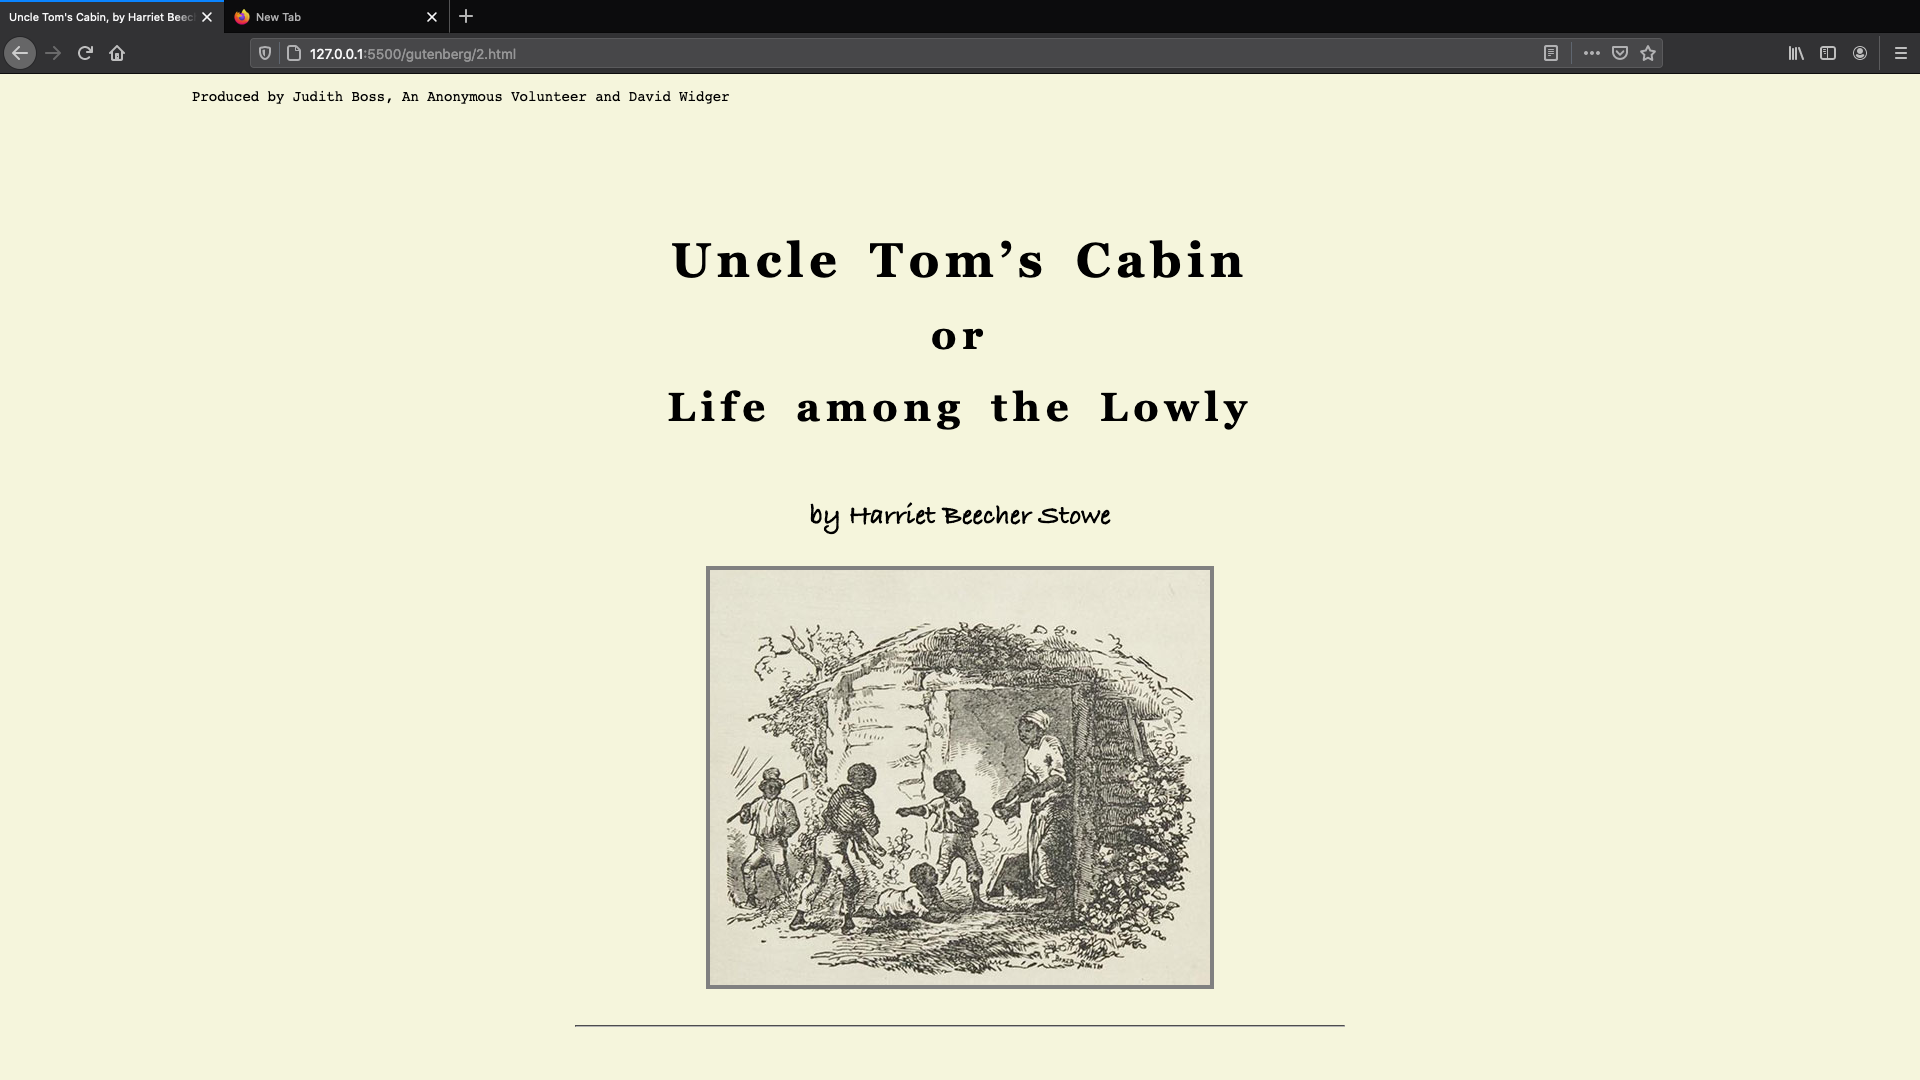 Uncle Tom's Cabin, by Harriet Beec
New Tab
127.0.0.1:5500/gutenberg/2.html
Produced by Judith Boss, An Anonymous Volunteer and David Widger
Uncle Tom’s Cabin
or
Life among the Lowly
by Harriet Beecher Stowe